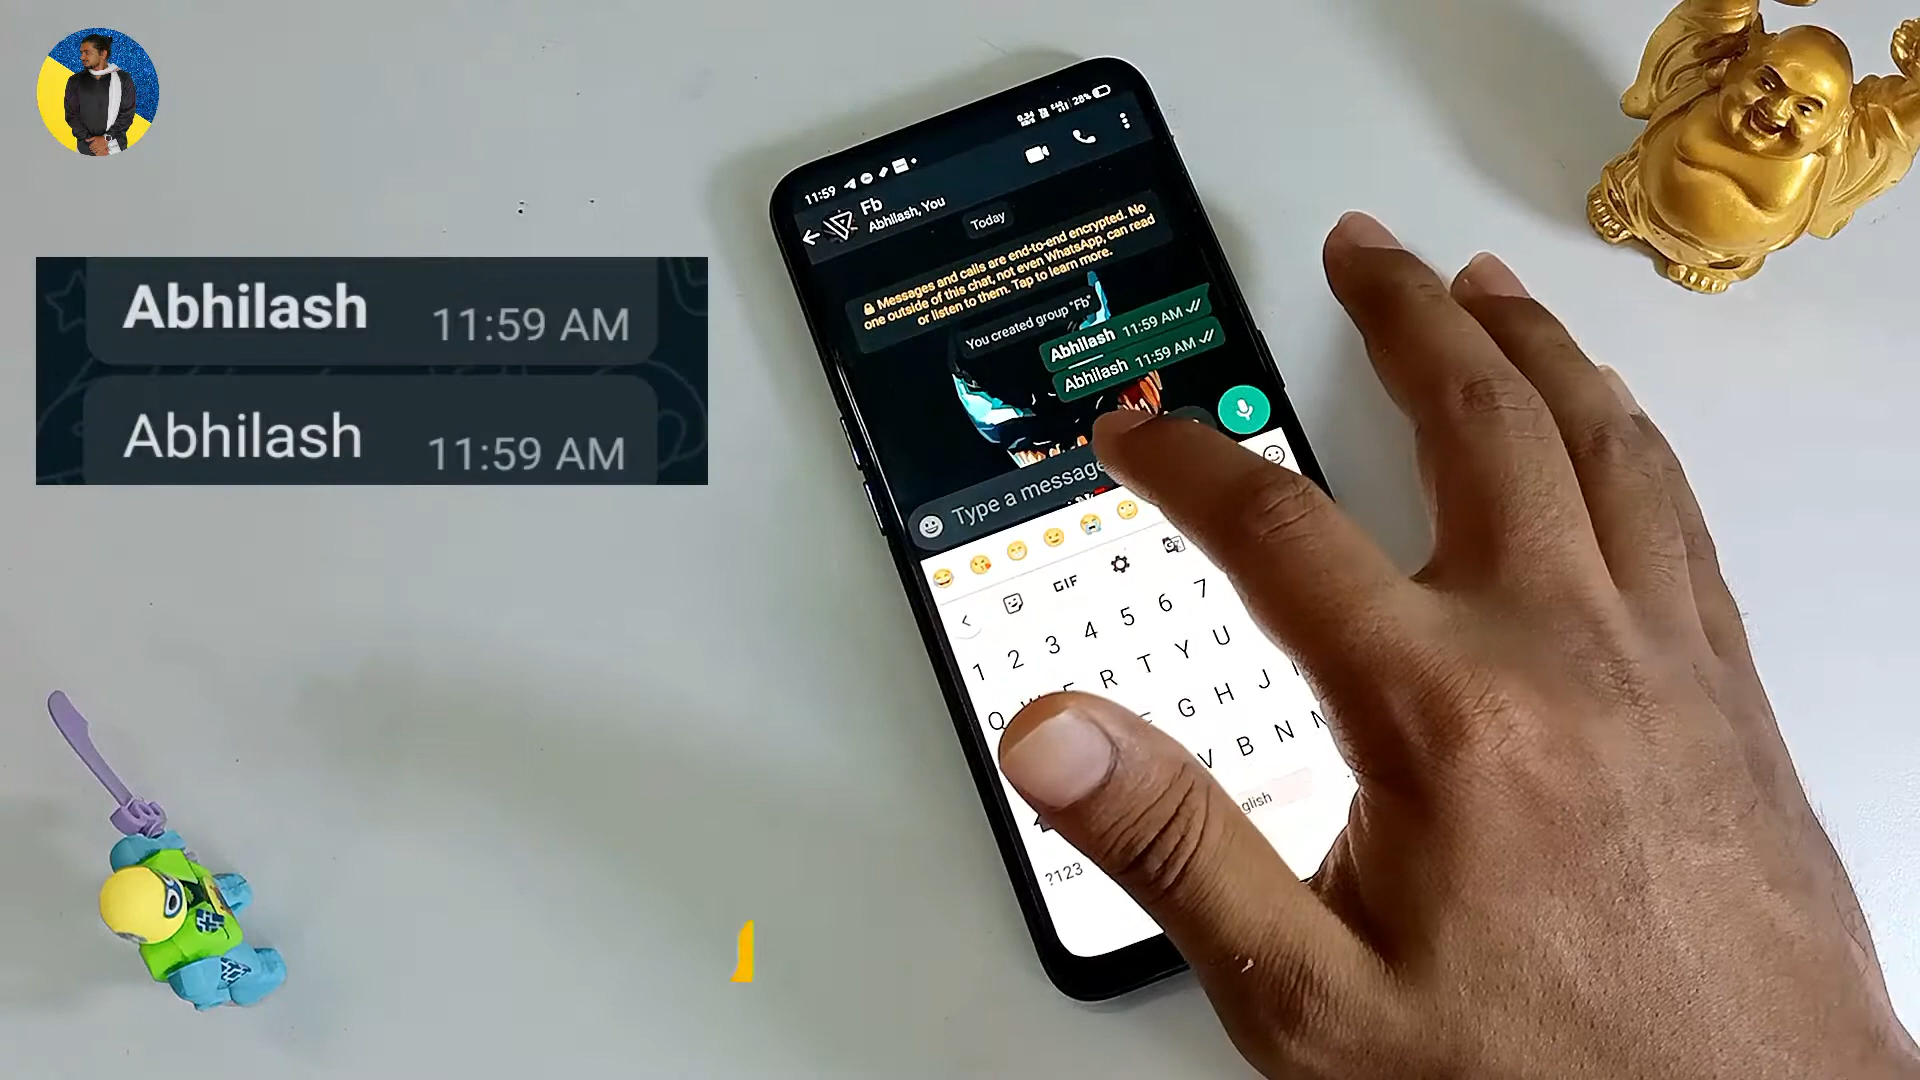 Abhilash 11:59 AM
Abhilash 11:59 AM
11:59
28%
Fb
Abhilash, You
Today
Messages and calls are end-to-end encrypted. No
one outside of this chat, not even WhatsApp, can read
or listen to them. Tap to learn more.
You created group "Fb"
Abhilash 11:59 AM
Abhilash 11:59 AM
Type a message
GIF
1 2 3 4 5 6 7
Q R T Y U
G H J
V B N
?123